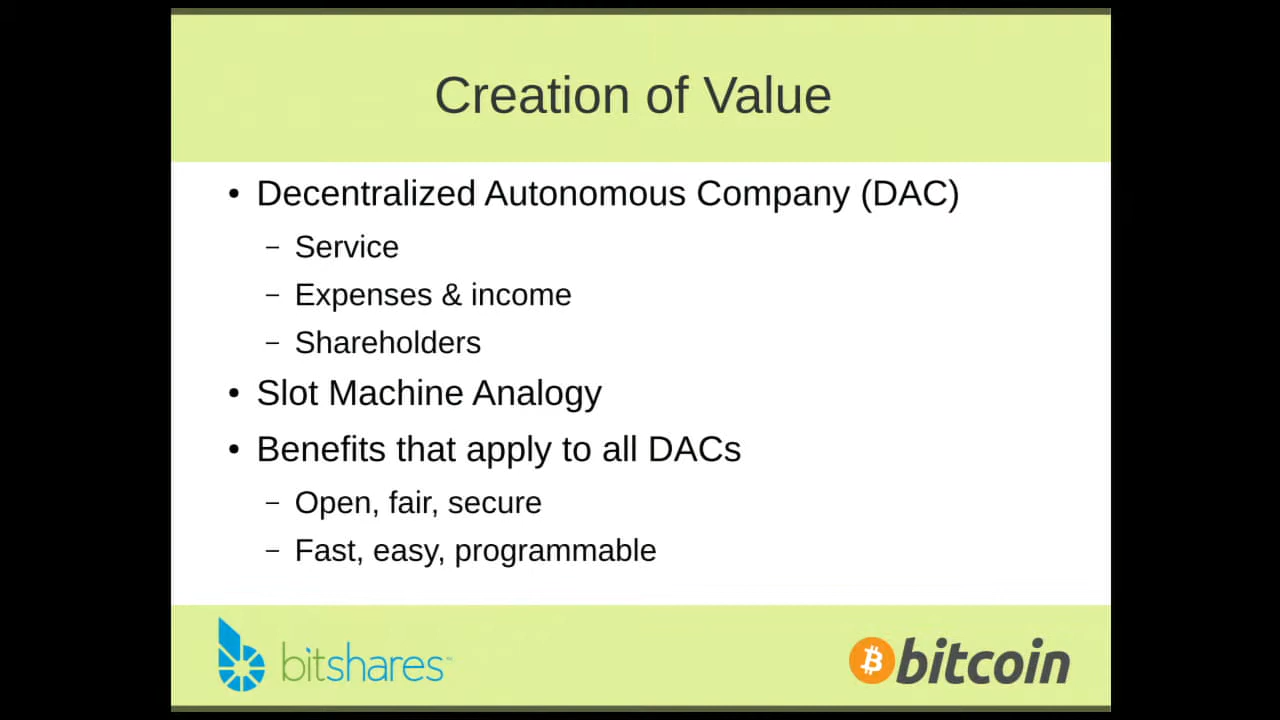 Creation of Value
• Decentralized Autonomous Company (DAC)
– Service
– Expenses & income
– Shareholders
• Slot Machine Analogy
• Benefits that apply to all DACs
– Open, fair, secure
– Fast, easy, programmable
bitshares™
bitcoin